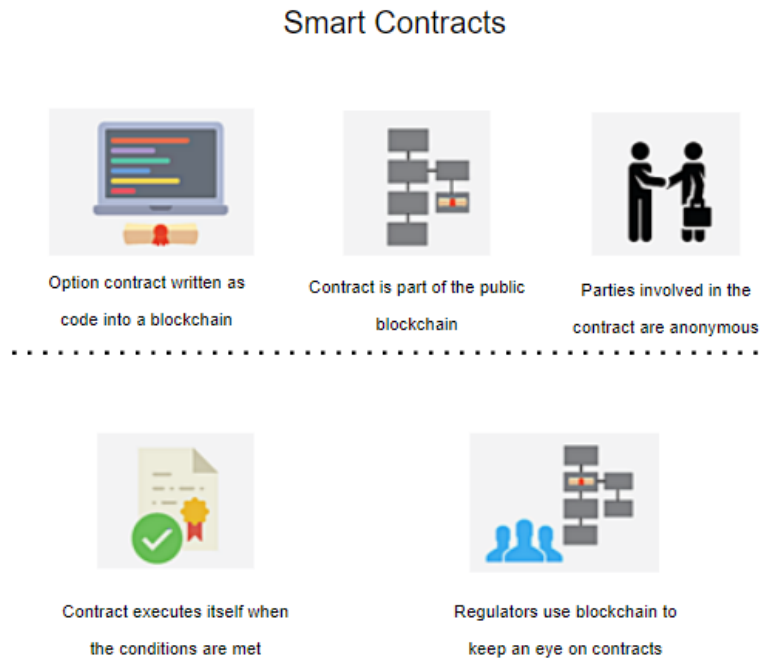 Smart Contracts
Option contract written as
code into a blockchain
Contract is part of the public
blockchain
Parties involved in the
contract are anonymous
Contract executes itself when
the conditions are met
Regulators use blockchain to
keep an eye on contracts